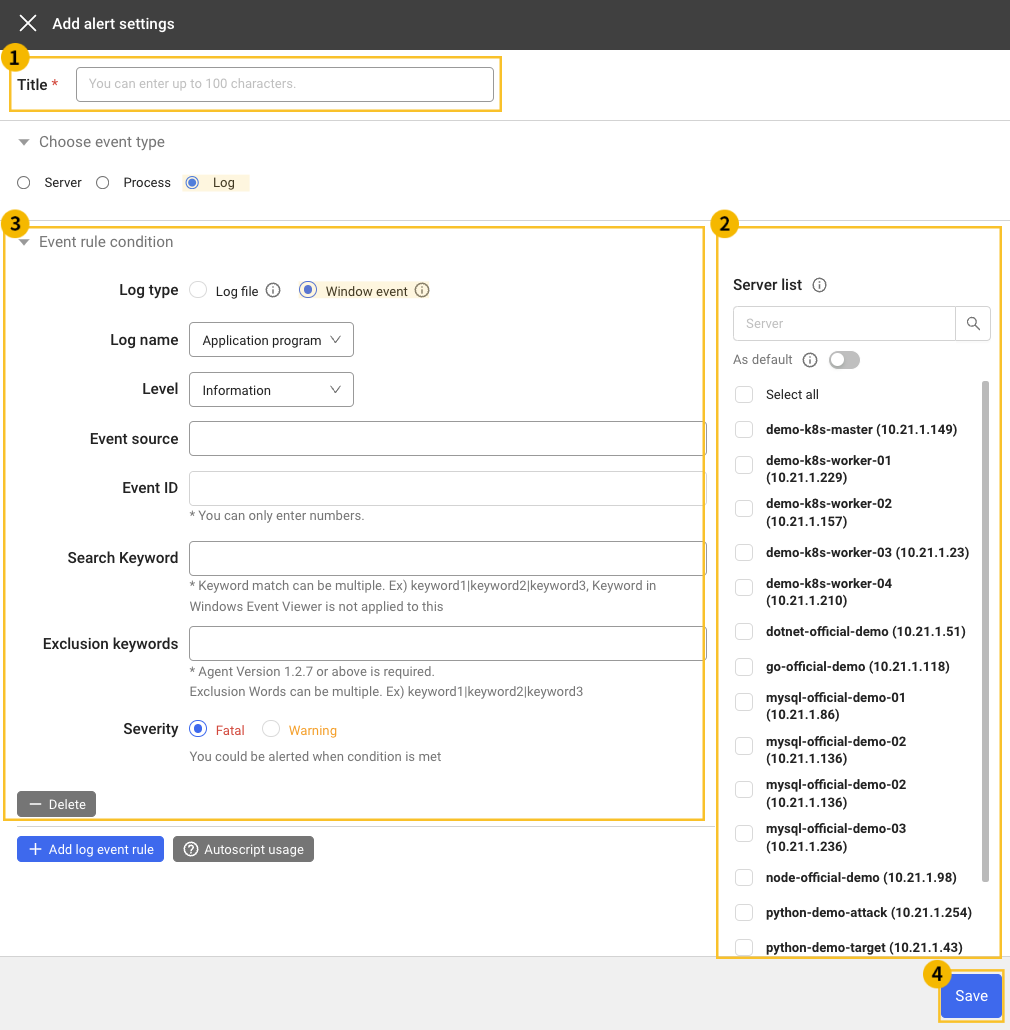 Add alert settings
1
Title *
You can enter up to 100 characters.
Choose event type
Server
Process
Log
3
Event rule condition
Log type
Log file
Window event
Log name
Application program
Level
Information
Event source
Event ID
* You can only enter numbers.
Search Keyword
* Keyword match can be multiple. Ex) keyword1|keyword2|keyword3, Keyword in
Windows Event Viewer is not applied to this
Exclusion keywords
* Agent Version 1.2.7 or above is required.
Exclusion Words can be multiple. Ex) keyword1|keyword2|keyword3
Severity
Fatal
Warning
You could be alerted when condition is met
Delete
Add log event rule
Autoscript usage
2
Server list
Server
As default
Select all
demo-k8s-master (10.21.1.149)
demo-k8s-worker-01
(10.21.1.229)
demo-k8s-worker-02
(10.21.1.157)
demo-k8s-worker-03 (10.21.1.23)
demo-k8s-worker-04
(10.21.1.210)
dotnet-official-demo (10.21.1.51)
go-official-demo (10.21.1.118)
mysql-official-demo-01
(10.21.1.86)
mysql-official-demo-02
(10.21.1.136)
mysql-official-demo-02
(10.21.1.136)
mysql-official-demo-03
(10.21.1.236)
node-official-demo (10.21.1.98)
python-demo-attack (10.21.1.254)
python-demo-target (10.21.1.43)
4
Save